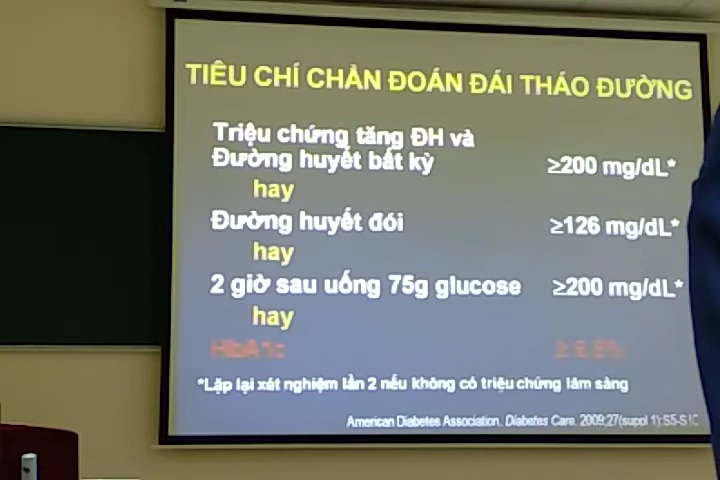 TIÊU CHÍ CHẨN ĐOÁN ĐÁI THÁO ĐƯỜNG
Triệu chứng tăng ĐH và
Đường huyết bất kỳ ≥200 mg/dL*
hay
Đường huyết đói ≥126 mg/dL*
hay
2 giờ sau uống 75g glucose ≥200 mg/dL*
hay
HbA1c ≥ 6.5%
*Lặp lại xét nghiệm lần 2 nếu không có triệu chứng lâm sàng
American Diabetes Association. Diabetes Care. 2009;27(suppl 1):S5-S1